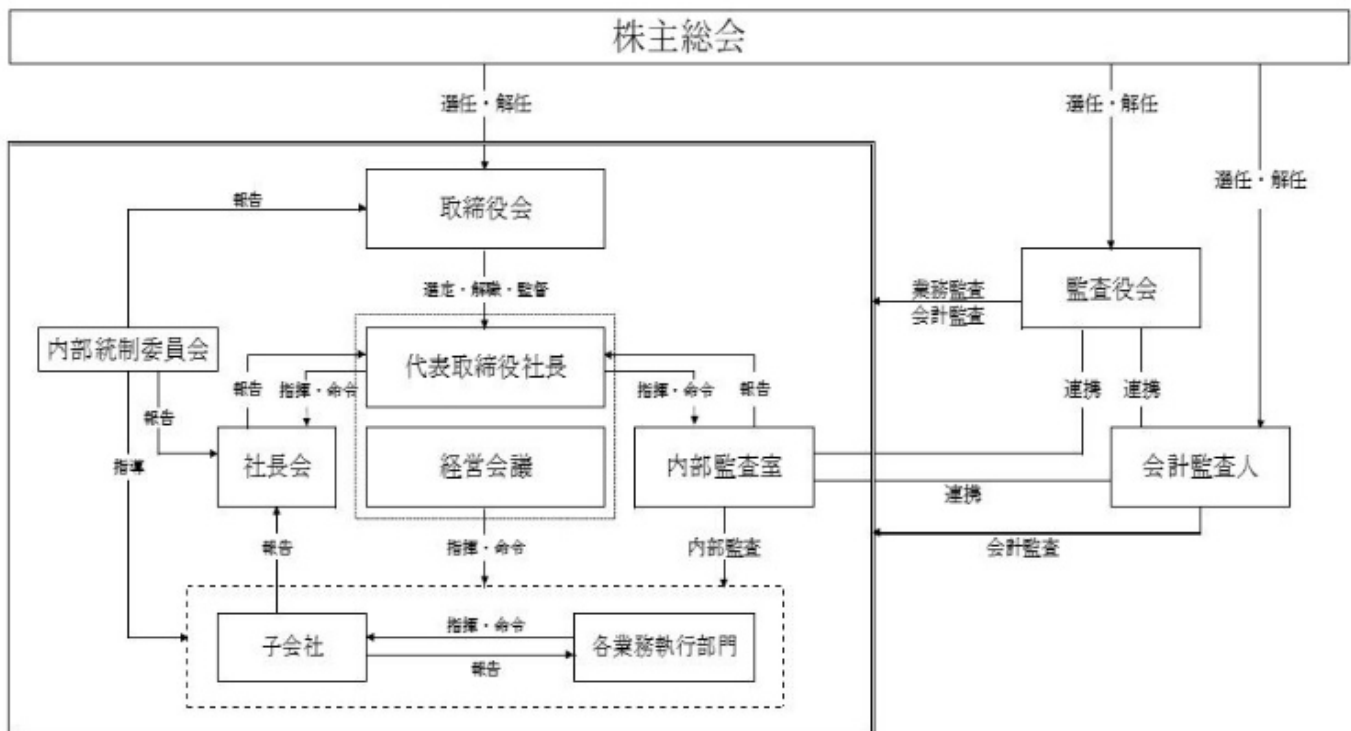 株主総会
選任・解任
選任・解任
選任・解任
取締役会
報告
選定・解職・監督
業務監査
会計監査
監査役会
内部統制委員会
代表取締役社長
報告
指揮・命令
指揮・命令
報告
連携
連携
報告
社長会
経営会議
内部監査室
会計監査人
指導
連携
報告
指揮・命令
内部監査
会計監査
子会社
指揮・命令
報告
各業務執行部門